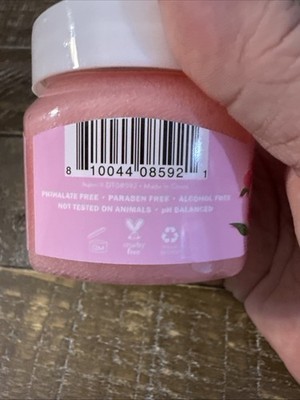 8 10044 08592 1
Made in China
PHTHALATE FREE • PARABEN FREE • ALCOHOL FREE
NOT TESTED ON ANIMALS • pH BALANCED
cruelty
free